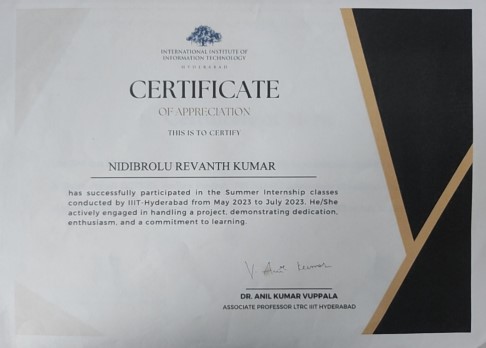 INTERNATIONAL INSTITUTE OF
INFORMATION TECHNOLOGY
HYDERABAD
CERTIFICATE
OF APPRECIATION
THIS IS TO CERTIFY
NIDIBROLU REVANTH KUMAR
has successfully participated in the Summer Internship classes
conducted by IIIT-Hyderabad from May 2023 to July 2023. He/She
actively engaged in handling a project, demonstrating dedication,
enthusiasm, and a commitment to learning.
V Anil Kumar
DR. ANIL KUMAR VUPPALA
ASSOCIATE PROFESSOR LTRC IIIT HYDERABAD